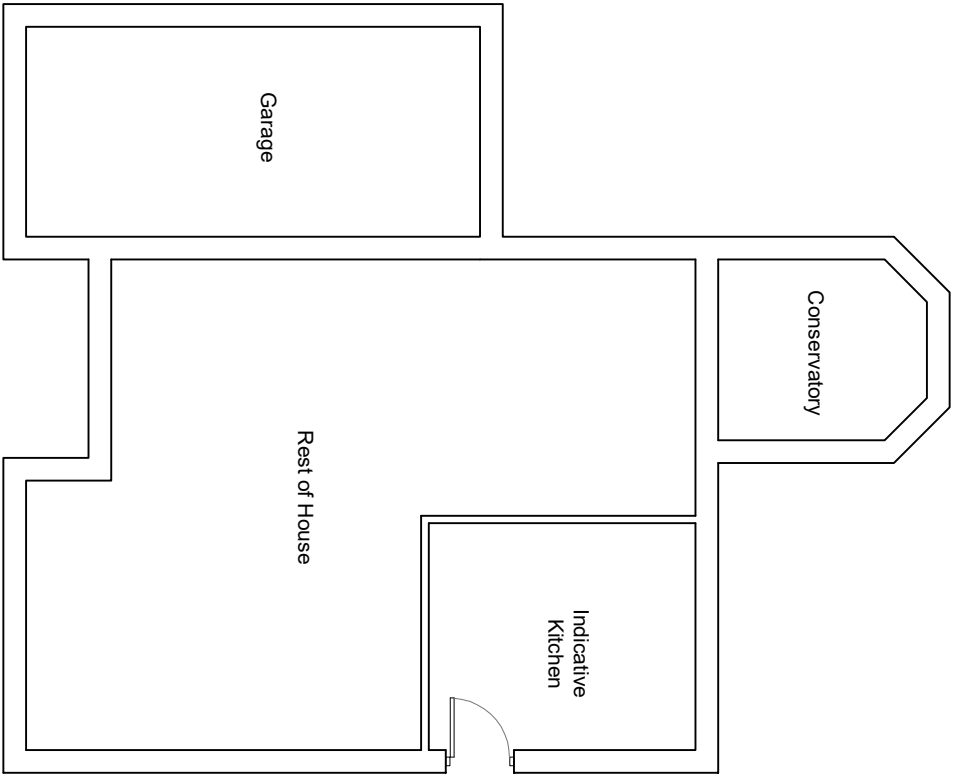 Garage
Conservatory
Rest of House
Indicative
Kitchen